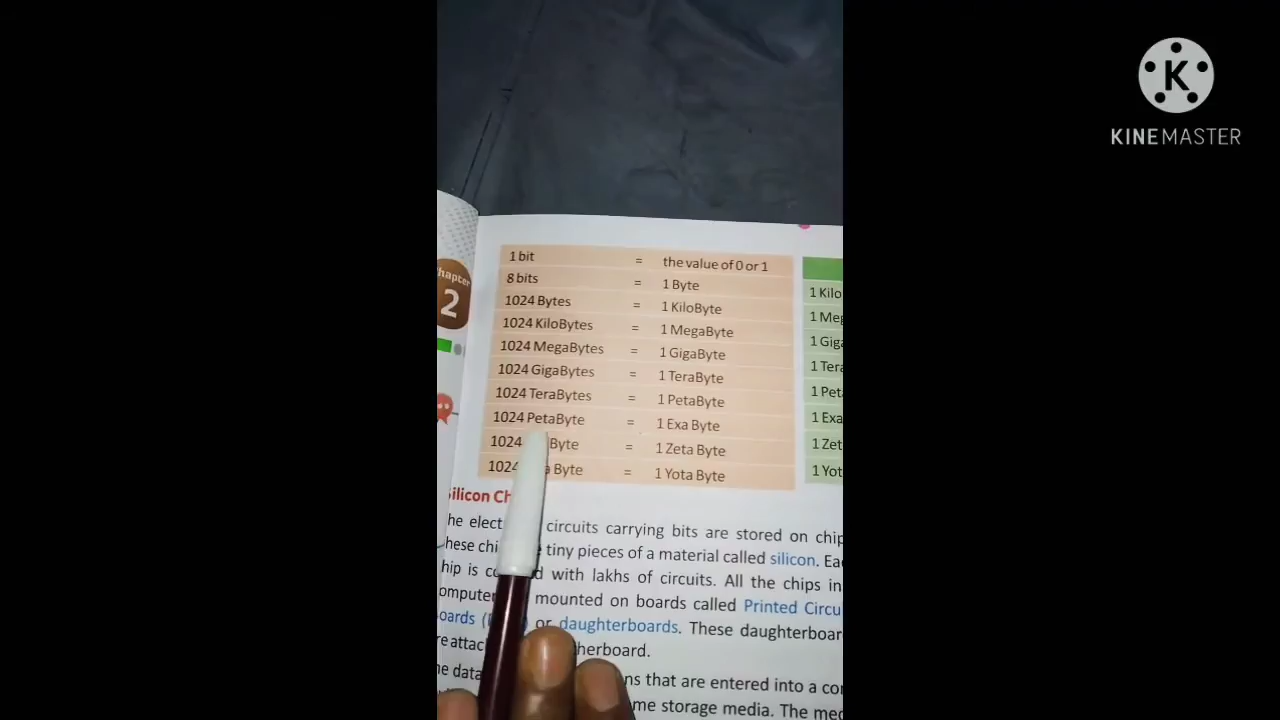 KINEMASTER
Chapter
2
1 bit = the value of 0 or 1
8 bits = 1 Byte
1024 Bytes = 1 KiloByte
1024 KiloBytes = 1 MegaByte
1024 MegaBytes = 1 GigaByte
1024 GigaBytes = 1 TeraByte
1024 TeraBytes = 1 PetaByte
1024 PetaByte = 1 Exa Byte
1024 Byte = 1 Zeta Byte
1024 Byte = 1 Yota Byte
1 Kilo
1 Meg
1 Giga
1 Tera
1 Peta
1 Exa
1 Zet
1 Yot
Silicon Ch
he elect circuits carrying bits are stored on chip
hese chi tiny pieces of a material called silicon. Ea
hip is co d with lakhs of circuits. All the chips in
ompute mounted on boards called Printed Circu
oards ( or daughterboards. These daughterboar
re attac herboard.
he data ns that are entered into a co
me storage media. The med